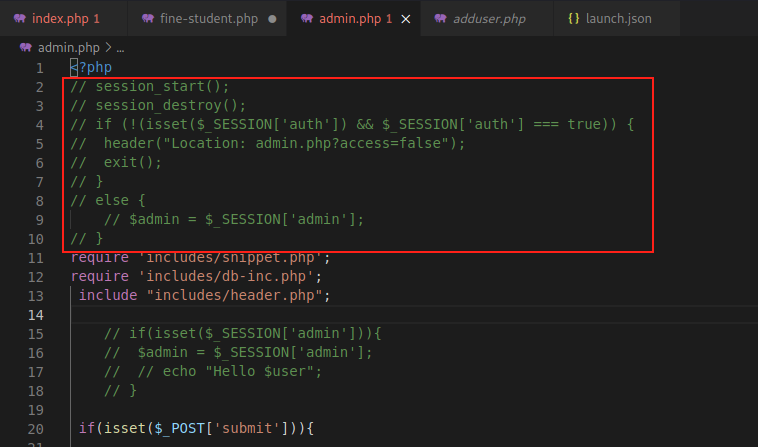 index.php 1 fine-student.php admin.php 1 adduser.php {} launch.json
admin.php > ...
1 <?php
2 // session_start();
3 // session_destroy();
4 // if (!(isset($_SESSION['auth']) && $_SESSION['auth'] === true)) {
5 //  header("Location: admin.php?access=false");
6 //  exit();
7 // }
8 // else {
9     // $admin = $_SESSION['admin'];
10 // }
11 require 'includes/snippet.php';
12 require 'includes/db-inc.php';
13  include "includes/header.php";
14
15     // if(isset($_SESSION['admin'])){
16     //  $admin = $_SESSION['admin'];
17     //  // echo "Hello $user";
18     // }
19
20  if(isset($_POST['submit'])){
21